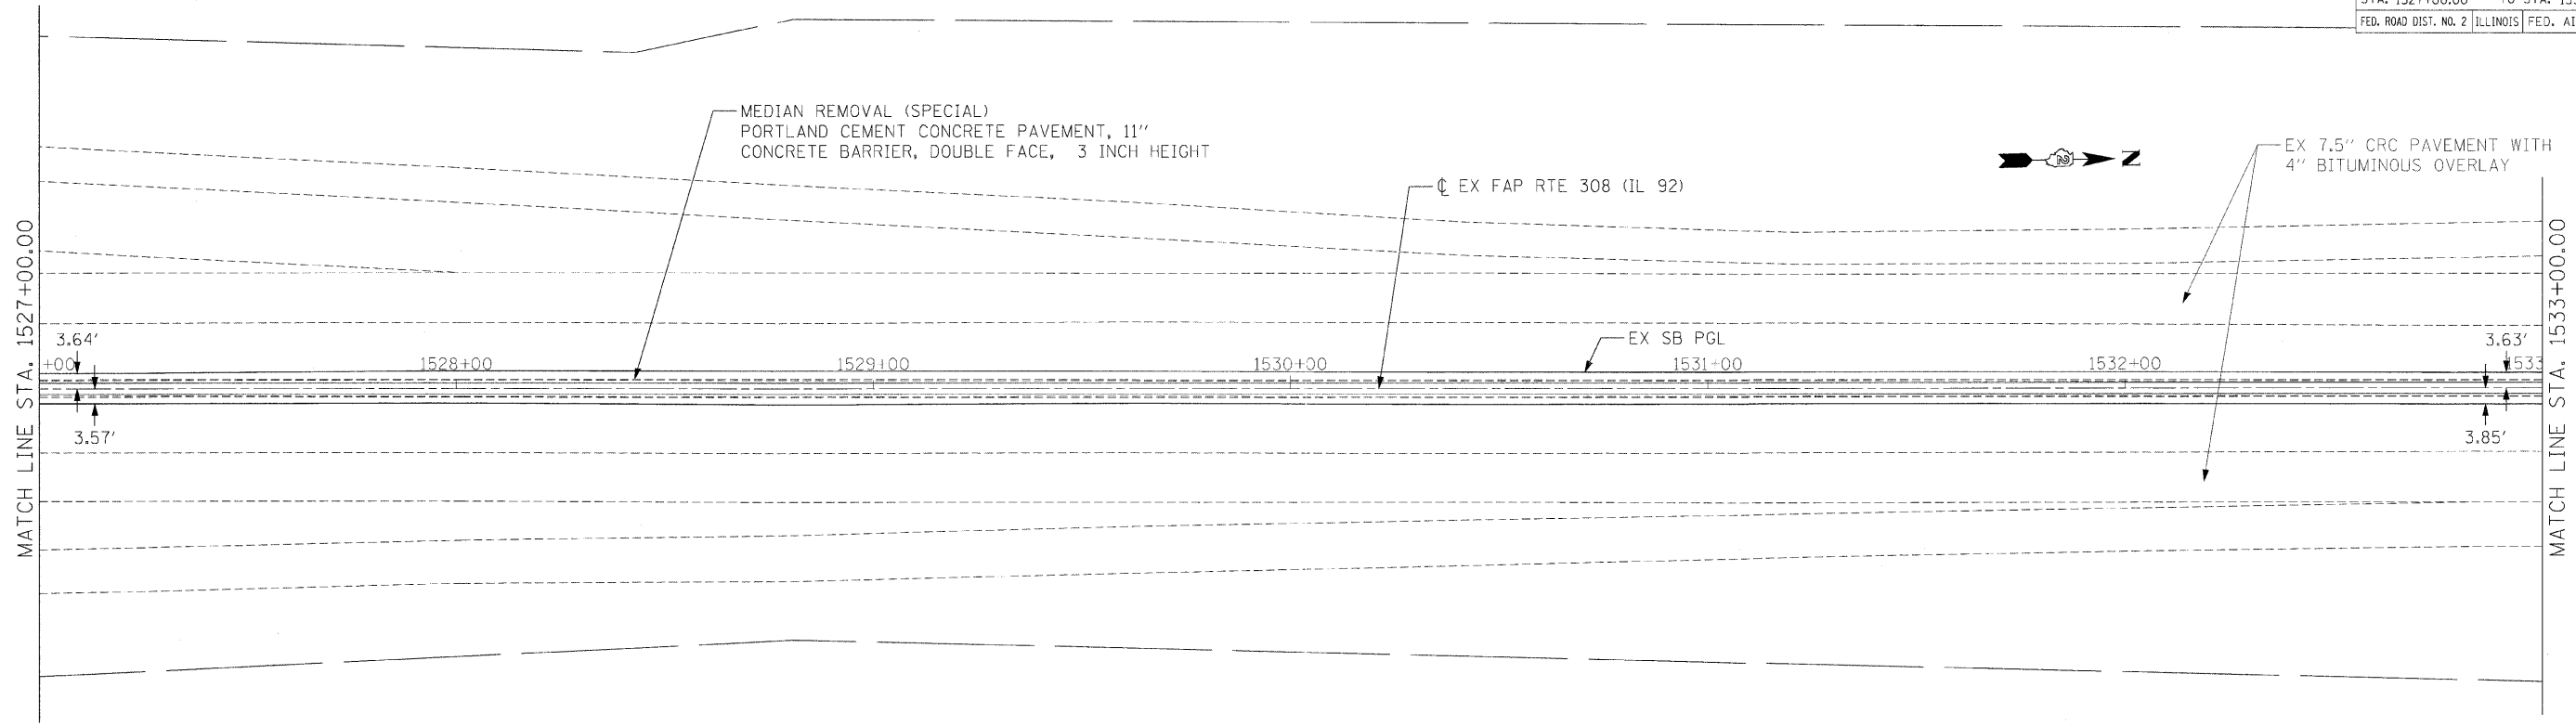 FED. ROAD DIST. NO. 2 ILLINOIS FED.
MEDIAN REMOVAL (SPECIAL)
PORTLAND CEMENT CONCRETE PAVEMENT, 11"
CONCRETE BARRIER, DOUBLE FACE, 3 INCH HEIGHT
N
EX 7.5" CRC PAVEMENT WITH
4" BITUMINOUS OVERLAY
℄ EX FAP RTE 308 (IL 92)
MATCH LINE STA. 1527+00.00
MATCH LINE STA. 1533+00.00
3.64'
EX SB PGL
3.63'
+00 1528+00 1529+00 1530+00 1531+00 1532+00 1533
3.57'
3.85'